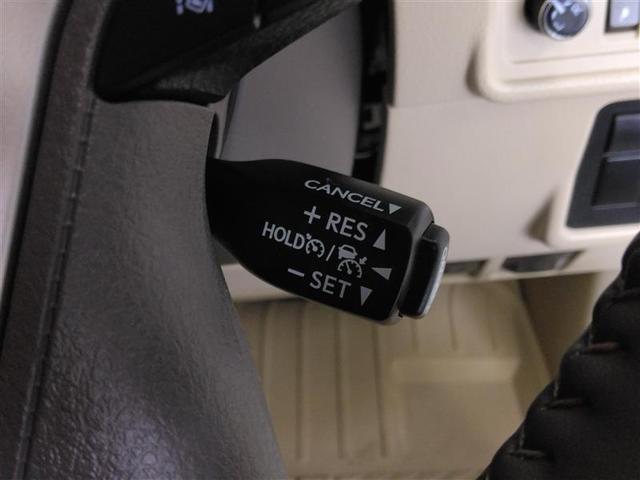 CANCEL▼
+ RES▲
HOLD /
− SET▼